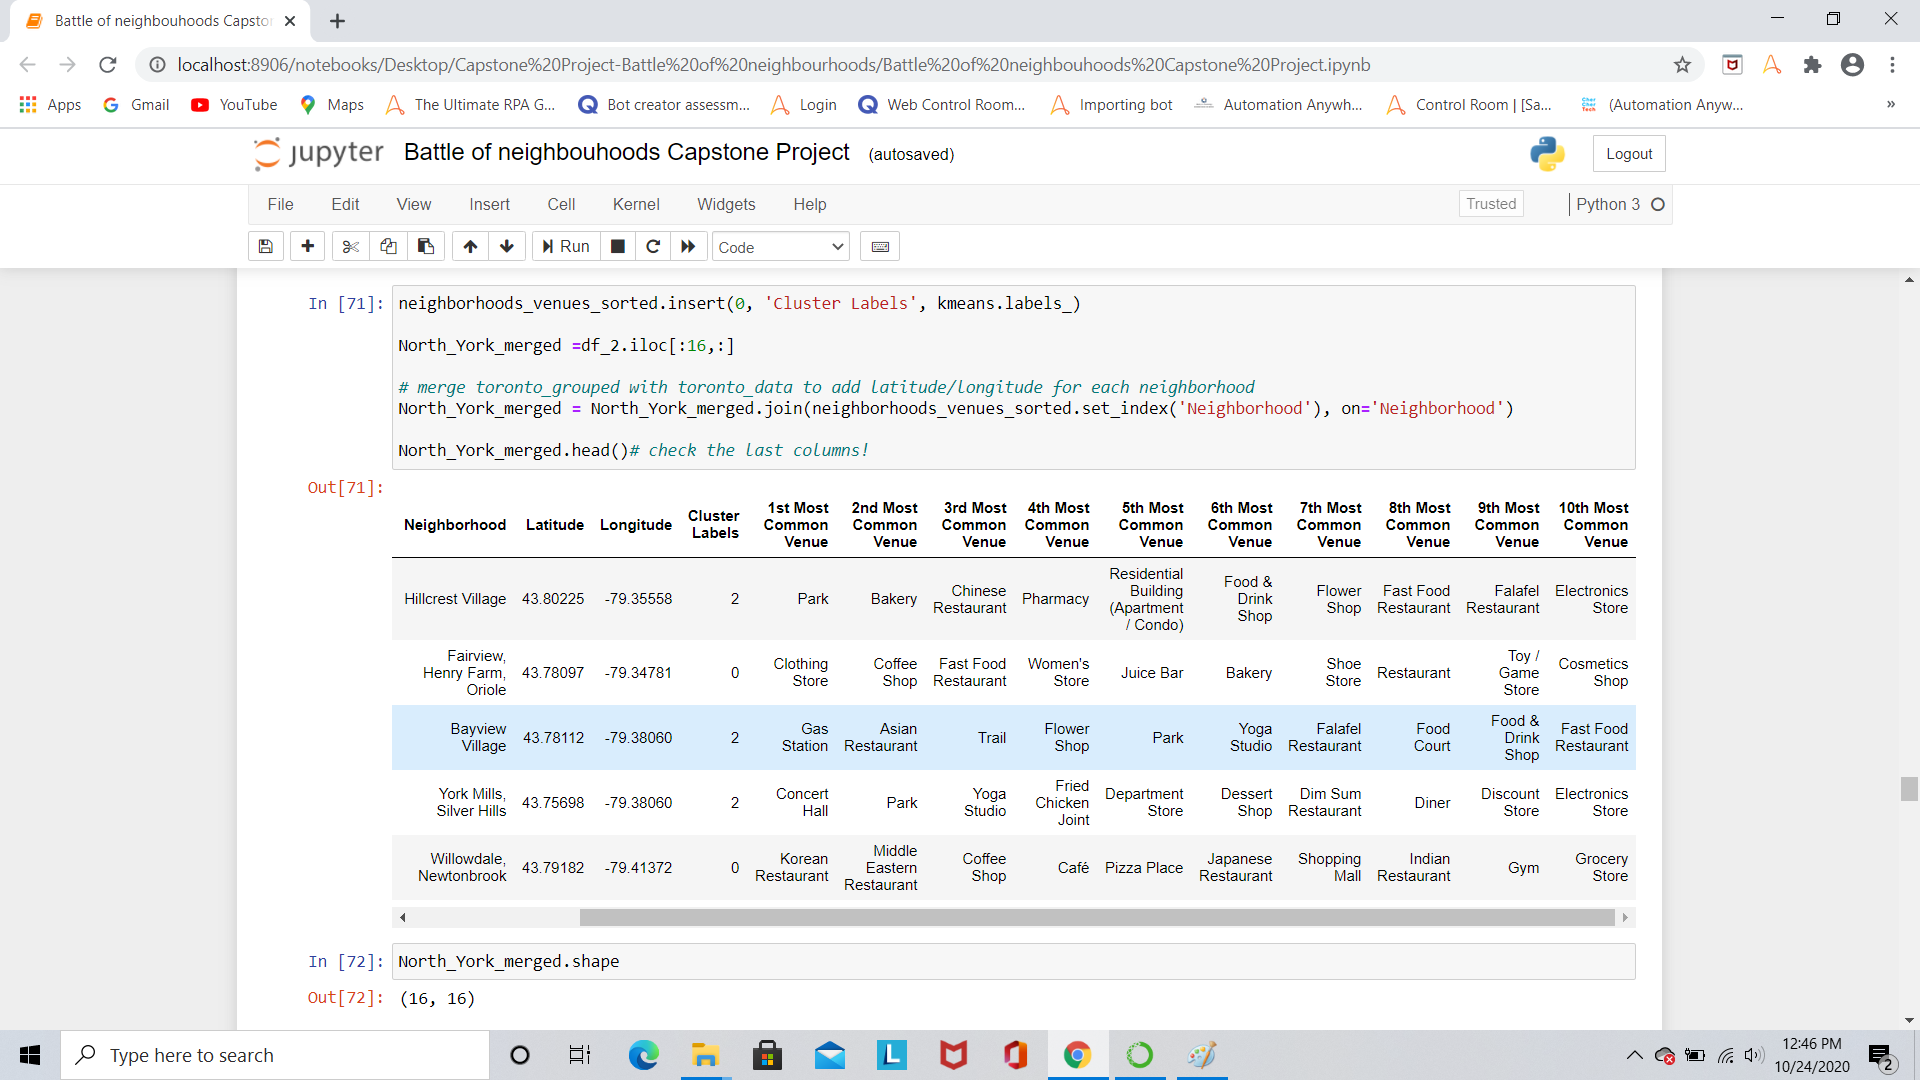 Battle of neighbouhoods Capsto
localhost:8906/notebooks/Desktop/Capstone%20Project-Battle%20of%20neighbourhoods/Battle%20of%20neighbouhoods%20Capstone%20Project.ipynb
Apps Gmail YouTube Maps The Ultimate RPA G... Bot creator assessm... Login Web Control Room... Importing bot Automation Anywh... Control Room | [Sa... (Automation Anyw... »
jupyter Battle of neighbouhoods Capstone Project (autosaved) Logout
File Edit View Insert Cell Kernel Widgets Help Trusted Python 3
Run Code
In [71]: neighborhoods_venues_sorted.insert(0, 'Cluster Labels', kmeans.labels_)
North_York_merged =df_2.iloc[:16,:]
# merge toronto_grouped with toronto_data to add latitude/longitude for each neighborhood
North_York_merged = North_York_merged.join(neighborhoods_venues_sorted.set_index('Neighborhood'), on='Neighborhood')
North_York_merged.head()# check the last columns!
Out[71]:
Neighborhood Latitude Longitude Cluster Labels 1st Most Common Venue 2nd Most Common Venue 3rd Most Common Venue 4th Most Common Venue 5th Most Common Venue 6th Most Common Venue 7th Most Common Venue 8th Most Common Venue 9th Most Common Venue 10th Most Common Venue
Hillcrest Village 43.80225 -79.35558 2 Park Bakery Chinese Restaurant Pharmacy Residential Building (Apartment / Condo) Food & Drink Shop Flower Shop Fast Food Restaurant Falafel Restaurant Electronics Store
Fairview, Henry Farm, Oriole 43.78097 -79.34781 0 Clothing Store Coffee Shop Fast Food Restaurant Women's Store Juice Bar Bakery Shoe Store Restaurant Toy / Game Store Cosmetics Shop
Bayview Village 43.78112 -79.38060 2 Gas Station Asian Restaurant Trail Flower Shop Park Yoga Studio Falafel Restaurant Food Court Food & Drink Shop Fast Food Restaurant
York Mills, Silver Hills 43.75698 -79.38060 2 Concert Hall Park Yoga Studio Fried Chicken Joint Department Store Dessert Shop Dim Sum Restaurant Diner Discount Store Electronics Store
Willowdale, Newtonbrook 43.79182 -79.41372 0 Korean Restaurant Middle Eastern Restaurant Coffee Shop Café Pizza Place Japanese Restaurant Shopping Mall Indian Restaurant Gym Grocery Store
In [72]: North_York_merged.shape
Out[72]: (16, 16)
Type here to search
12:46 PM
10/24/2020
2